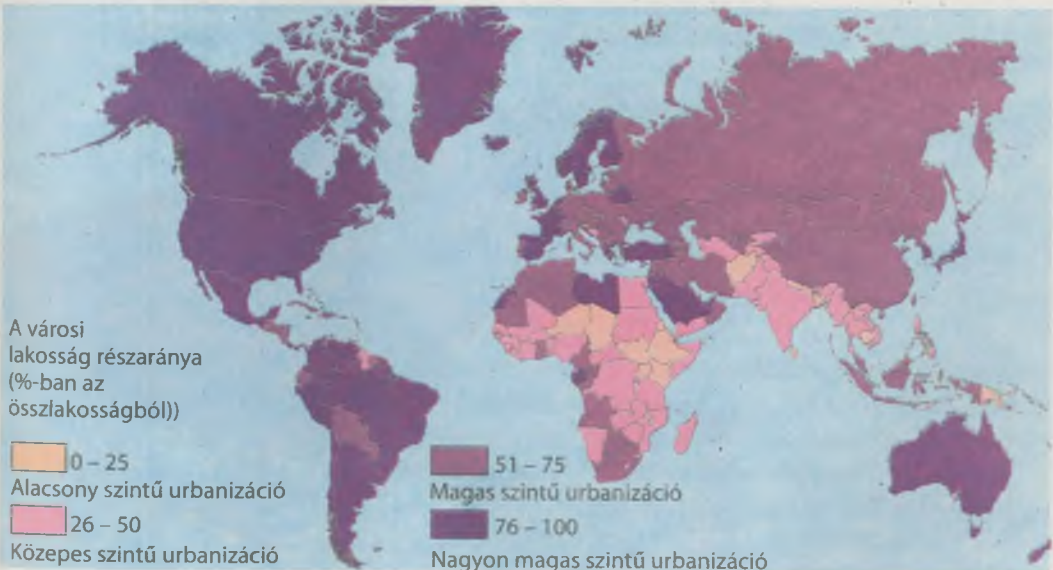 A városi
lakosság részaránya
(%-ban az
összlakosságból))
0 – 25
Alacsony szintű urbanizáció
26 – 50
Közepes szintű urbanizáció
51 – 75
Magas szintű urbanizáció
76 – 100
Nagyon magas szintű urbanizáció